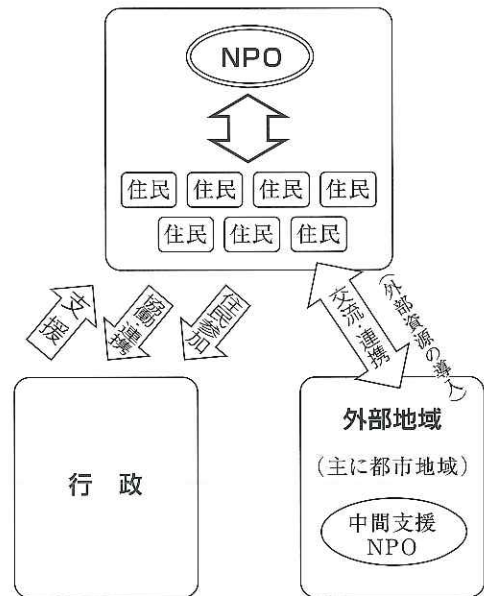 NPO
住民 住民 住民 住民
住民 住民 住民
支援
協働・連携
住民参加
交流・連携
（外部資源の導入）
行 政
外部地域
（主に都市地域）
中間支援
NPO